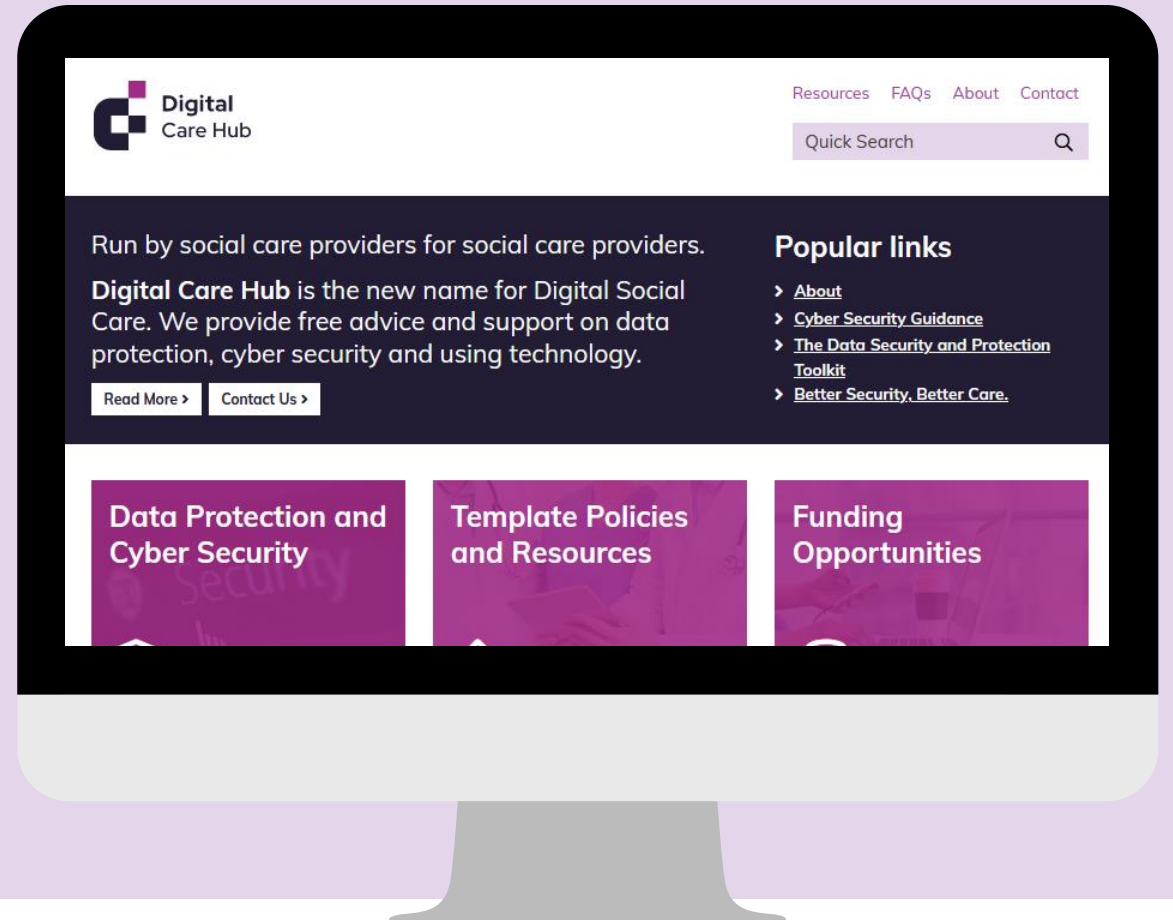 Digital
Care Hub
Resources FAQs About Contact
Quick Search
Run by social care providers for social care providers.
Digital Care Hub is the new name for Digital Social
Care. We provide free advice and support on data
protection, cyber security and using technology.
Read More
Contact Us
Popular links
About
Cyber Security Guidance
The Data Security and Protection
Toolkit
Better Security, Better Care.
Data Protection and
Cyber Security
Security
Template Policies
and Resources
Funding
Opportunities